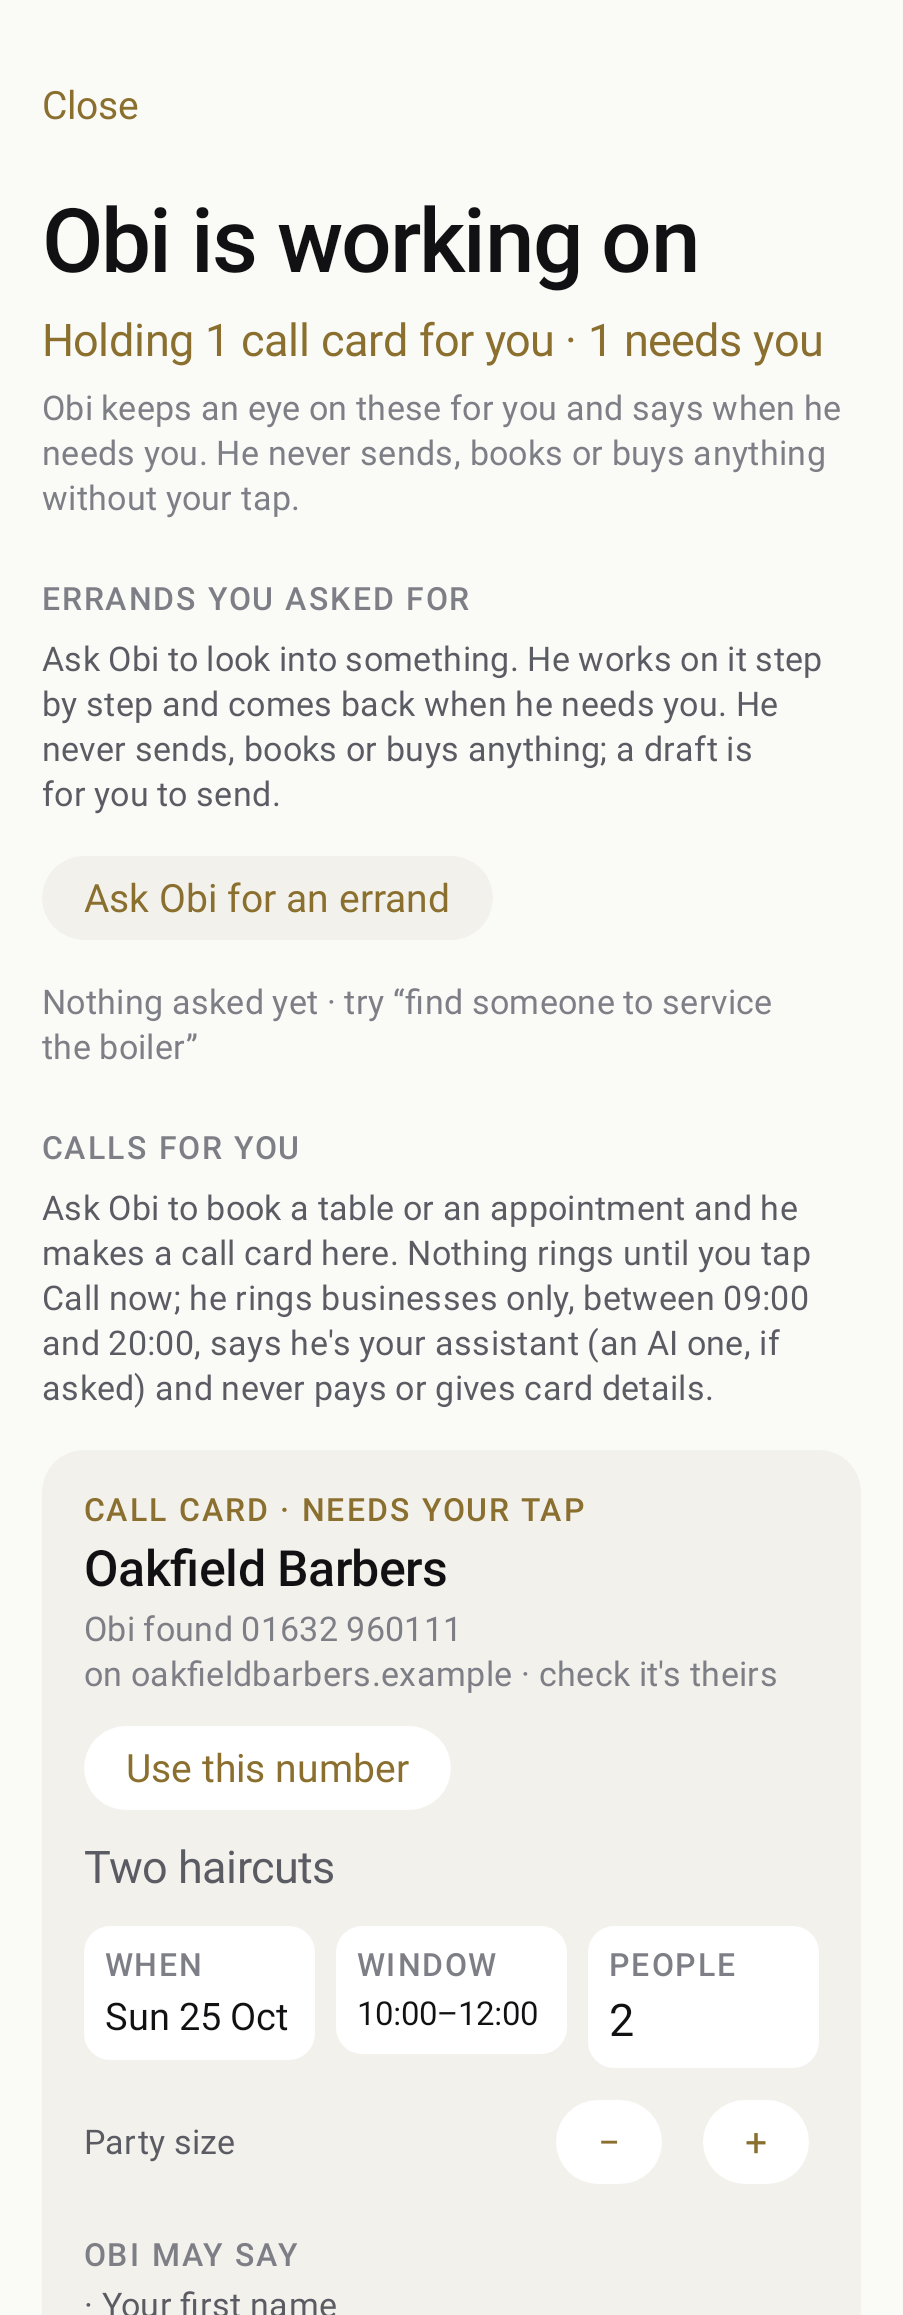 Close
Obi is working on
Holding 1 call card for you · 1 needs you
Obi keeps an eye on these for you and says when he
needs you. He never sends, books or buys anything
without your tap.
ERRANDS YOU ASKED FOR
Ask Obi to look into something. He works on it step
by step and comes back when he needs you. He
never sends, books or buys anything; a draft is
for you to send.
Ask Obi for an errand
Nothing asked yet · try “find someone to service
the boiler”
CALLS FOR YOU
Ask Obi to book a table or an appointment and he
makes a call card here. Nothing rings until you tap
Call now; he rings businesses only, between 09:00
and 20:00, says he's your assistant (an AI one, if
asked) and never pays or gives card details.
CALL CARD · NEEDS YOUR TAP
Oakfield Barbers
Obi found 01632 960111
on oakfieldbarbers.example · check it's theirs
Use this number
Two haircuts
WHEN
Sun 25 Oct
WINDOW
10:00–12:00
PEOPLE
2
Party size
−
+
OBI MAY SAY
· Your first name